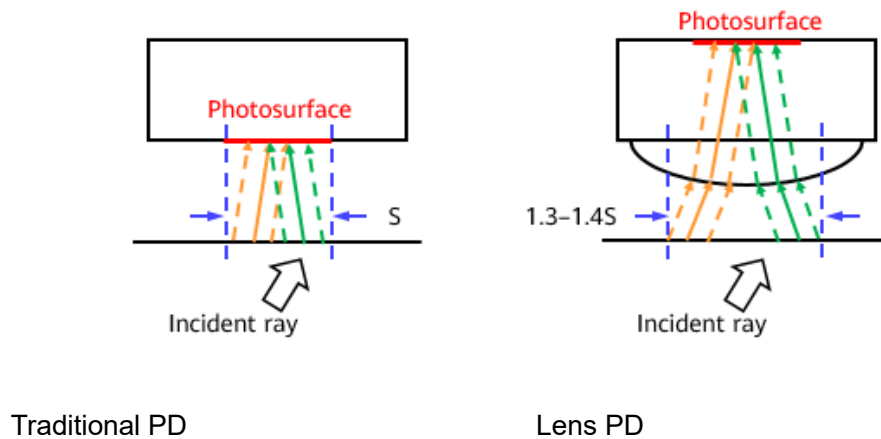 Photosurface
S
Incident ray
Photosurface
1.3–1.4S
Incident ray
Traditional PD
Lens PD